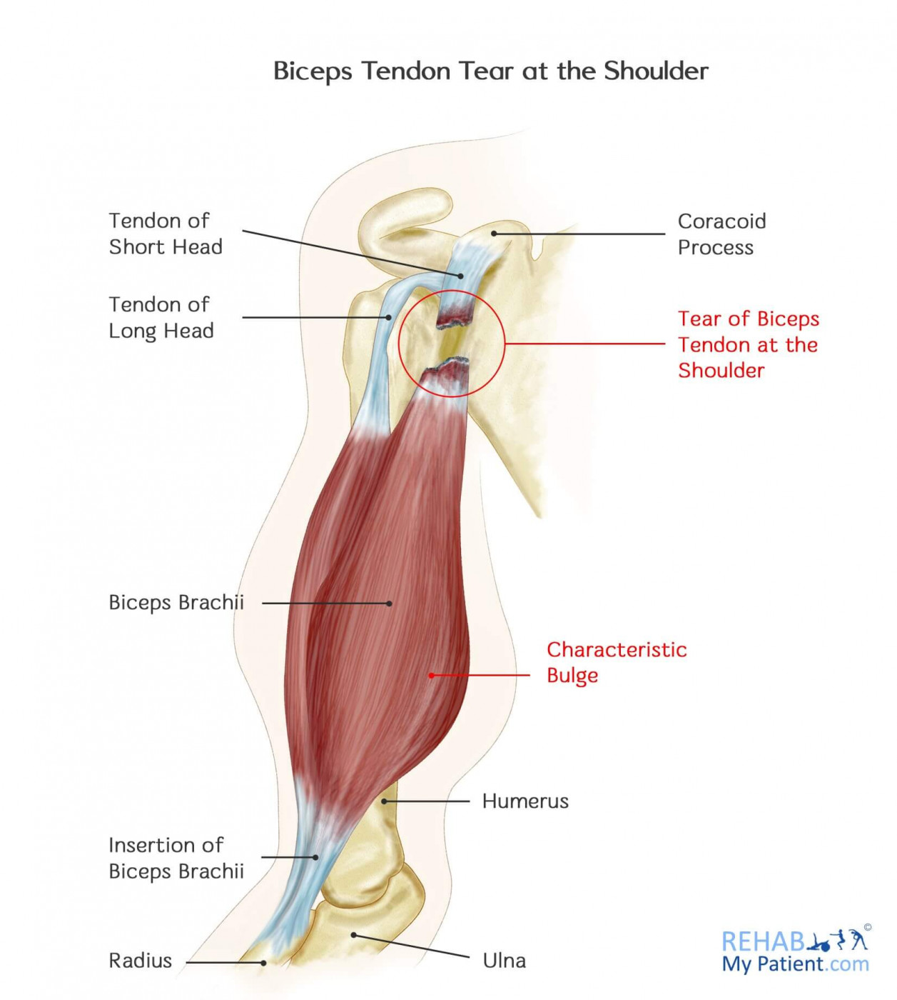 Biceps Tendon Tear at the Shoulder
Tendon of
Short Head
Coracoid
Process
Tendon of
Long Head
Tear of Biceps
Tendon at the
Shoulder
Biceps Brachii
Characteristic
Bulge
Humerus
Insertion of
Biceps Brachii
Radius
Ulna
REHAB ©
My Patient.com